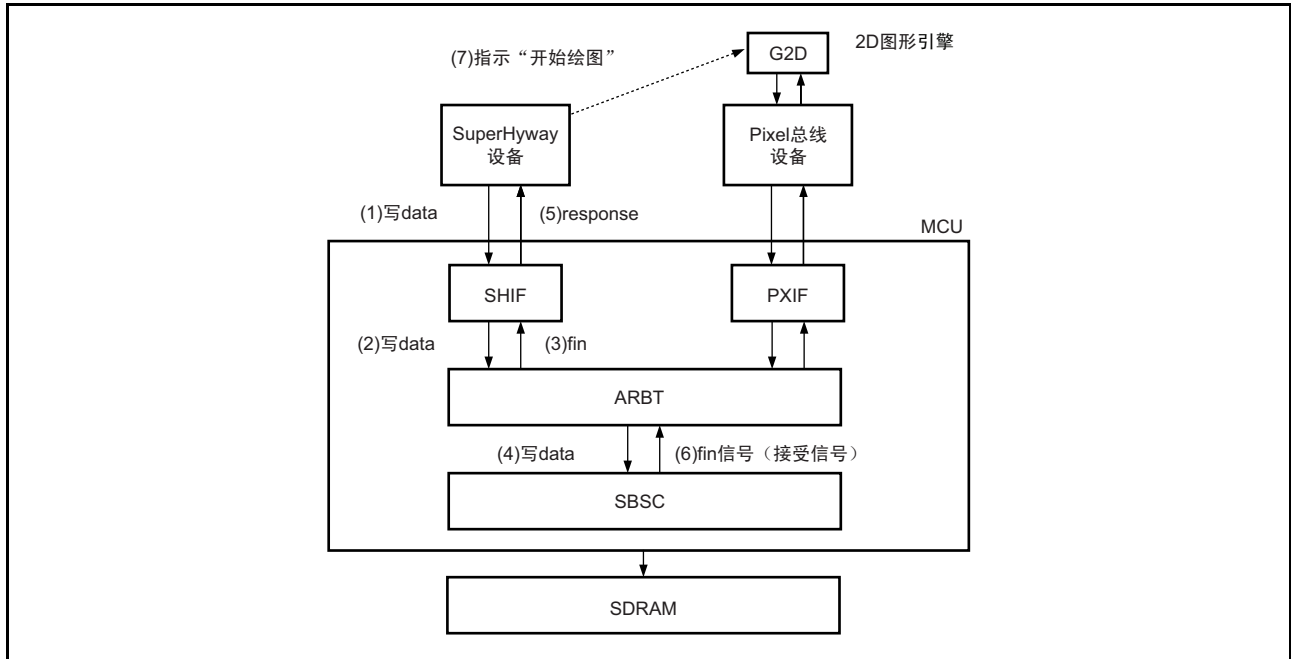 G2D
2D图形引擎
(7)指示“开始绘图”
SuperHyway
设备
Pixel总线
设备
(1)写data
(5)response
MCU
SHIF
PXIF
(2)写data
(3)fin
ARBT
(4)写data
(6)fin信号（接受信号）
SBSC
SDRAM